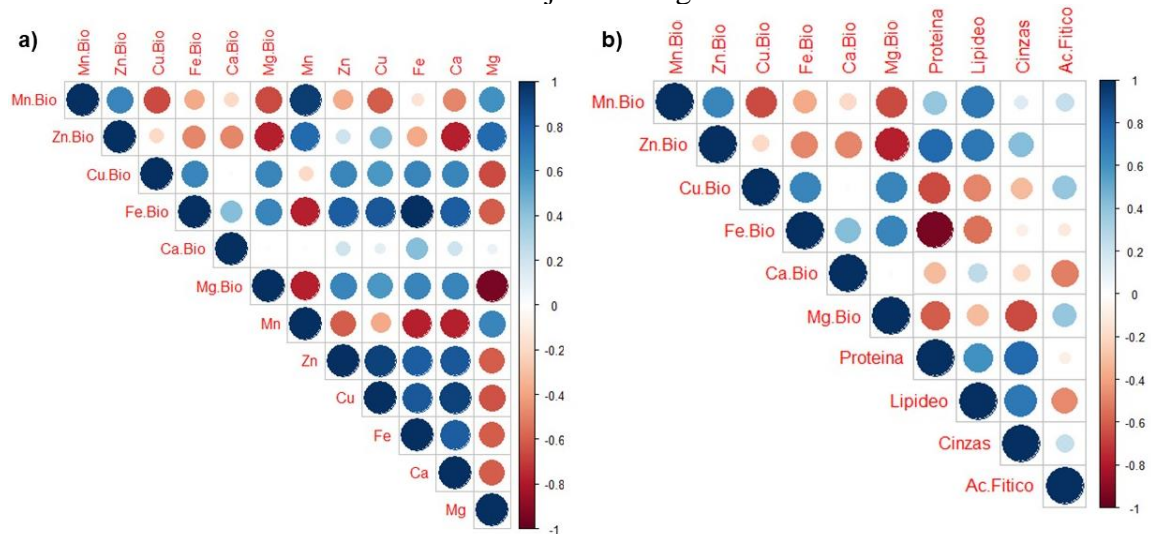 a)
Mn.Bio Zn.Bio Cu.Bio Fe.Bio Ca.Bio Mg.Bio Mn Zn Cu Fe Ca Mg
Mn.Bio
Zn.Bio
Cu.Bio
Fe.Bio
Ca.Bio
Mg.Bio
Mn
Zn
Cu
Fe
Ca
Mg
1
0.8
0.6
0.4
0.2
0
-0.2
-0.4
-0.6
-0.8
-1
b)
Mn.Bio Zn.Bio Cu.Bio Fe.Bio Ca.Bio Mg.Bio Proteina Lipideo Cinzas Ac.Fitico
Mn.Bio
Zn.Bio
Cu.Bio
Fe.Bio
Ca.Bio
Mg.Bio
Proteina
Lipideo
Cinzas
Ac.Fitico
1
0.8
0.6
0.4
0.2
0
-0.2
-0.4
-0.6
-0.8
-1